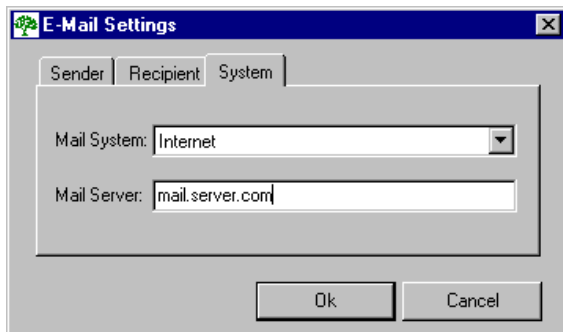 E-Mail Settings
Sender Recipient System
Mail System: Internet
Mail Server: mail.server.com
Ok Cancel